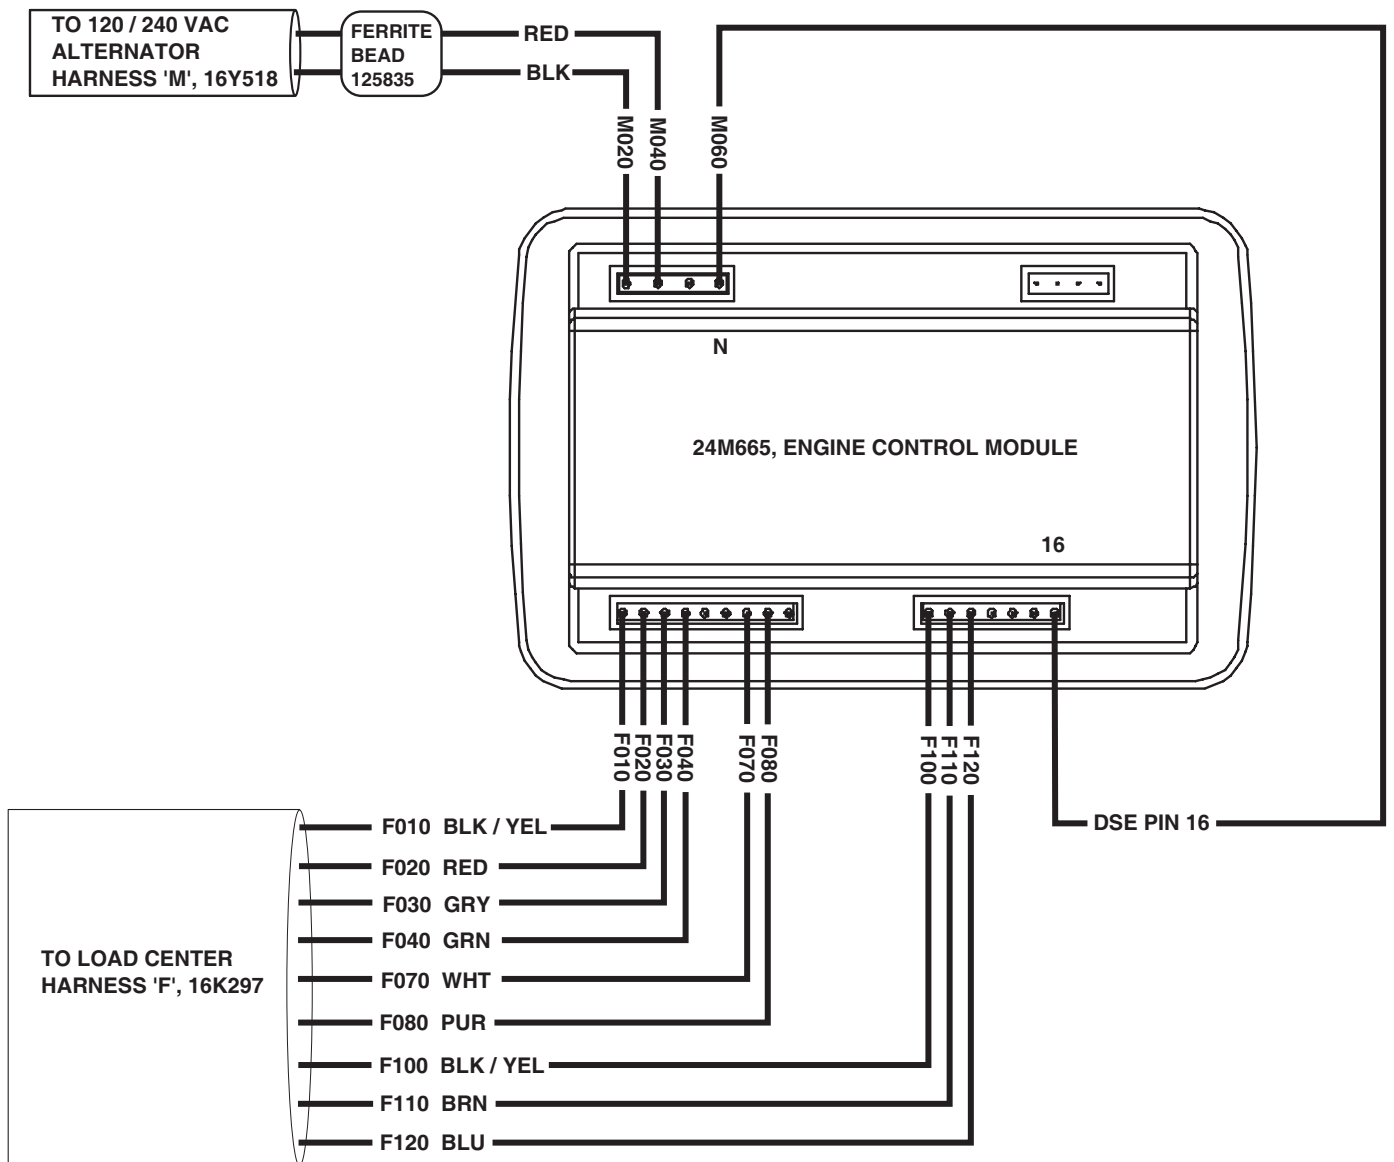 TO 120 / 240 VAC
ALTERNATOR
HARNESS 'M', 16Y518
FERRITE
BEAD
125835
RED
BLK
M020
M040
M060
N
24M665, ENGINE CONTROL MODULE
16
F010
F020
F030
F040
F070
F080
F100
F110
F120
DSE PIN 16
TO LOAD CENTER
HARNESS 'F', 16K297
F010 BLK / YEL
F020 RED
F030 GRY
F040 GRN
F070 WHT
F080 PUR
F100 BLK / YEL
F110 BRN
F120 BLU